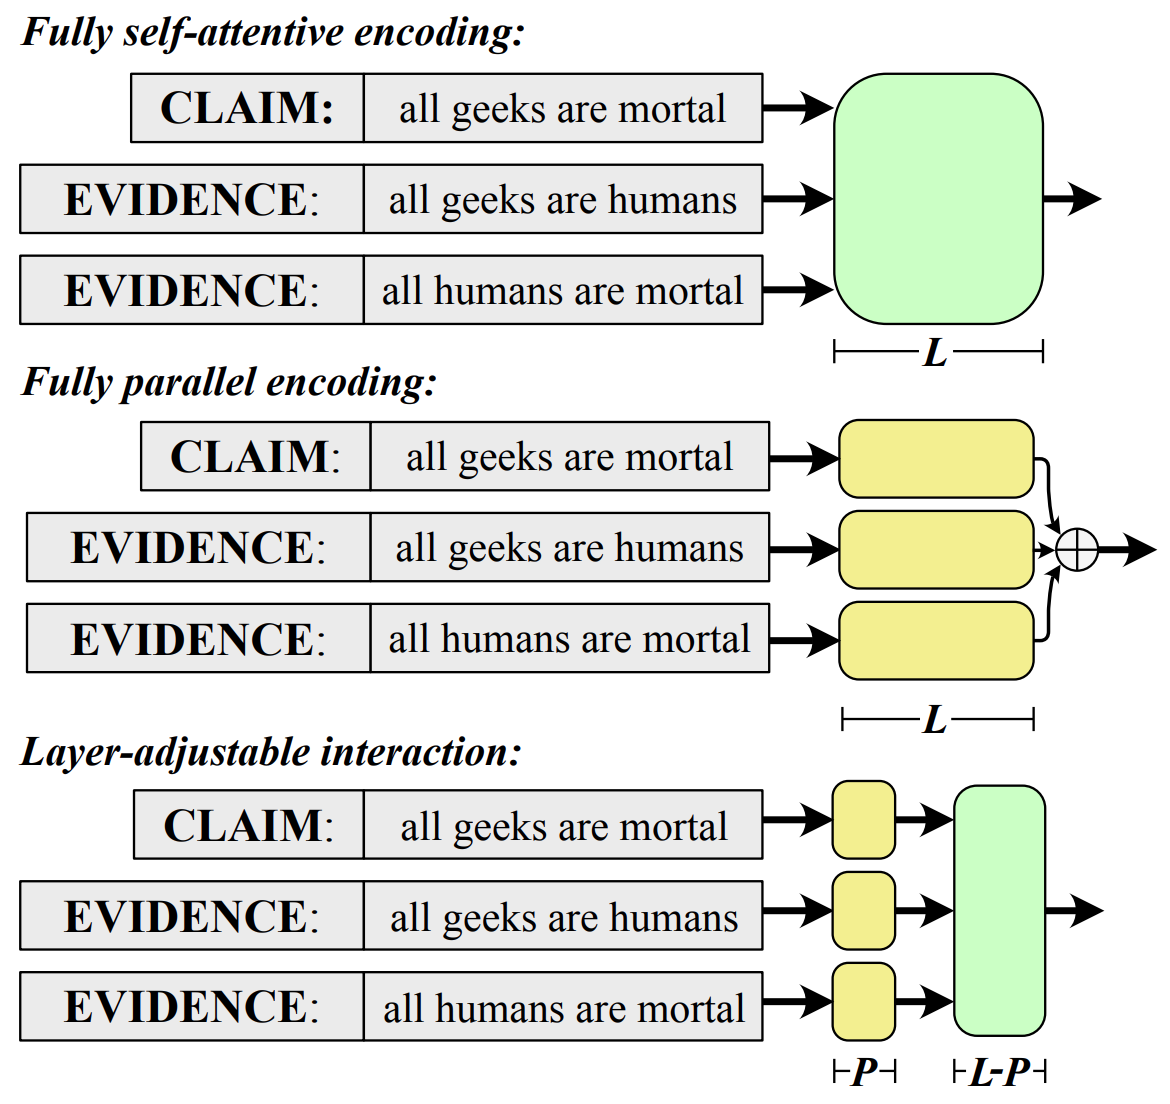 Fully self-attentive encoding:
CLAIM: all geeks are mortal
EVIDENCE: all geeks are humans
EVIDENCE: all humans are mortal
L
Fully parallel encoding:
CLAIM: all geeks are mortal
EVIDENCE: all geeks are humans
EVIDENCE: all humans are mortal
L
Layer-adjustable interaction:
CLAIM: all geeks are mortal
EVIDENCE: all geeks are humans
EVIDENCE: all humans are mortal
P L-P